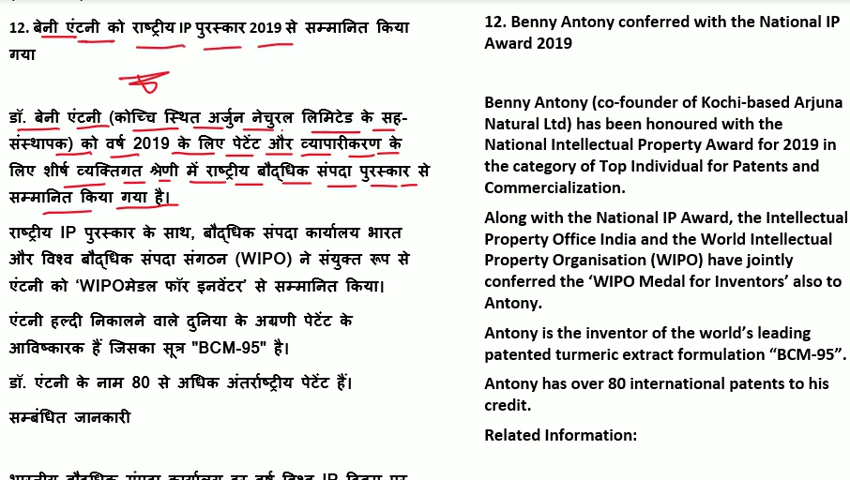 12. बेनी एंटनी को राष्ट्रीय IP पुरस्कार 2019 से सम्मानित किया
गया
डॉ. बेनी एंटनी (कोच्चि स्थित अर्जुन नेचुरल लिमिटेड के सह-
संस्थापक) को वर्ष 2019 के लिए पेटेंट और व्यापारीकरण के
लिए शीर्ष व्यक्तिगत श्रेणी में राष्ट्रीय बौद्धिक संपदा पुरस्कार से
सम्मानित किया गया है।
राष्ट्रीय IP पुरस्कार के साथ, बौद्धिक संपदा कार्यालय भारत
और विश्व बौद्धिक संपदा संगठन (WIPO) ने संयुक्त रूप से
एंटनी को ‘WIPOमेडल फॉर इनवेंटर’ से सम्मानित किया।
एंटनी हल्दी निकालने वाले दुनिया के अग्रणी पेटेंट के
आविष्कारक हैं जिसका सूत्र "BCM-95" है।
डॉ. एंटनी के नाम 80 से अधिक अंतर्राष्ट्रीय पेटेंट हैं।
सम्बंधित जानकारी
12. Benny Antony conferred with the National IP
Award 2019
Benny Antony (co-founder of Kochi-based Arjuna
Natural Ltd) has been honoured with the
National Intellectual Property Award for 2019 in
the category of Top Individual for Patents and
Commercialization.
Along with the National IP Award, the Intellectual
Property Office India and the World Intellectual
Property Organisation (WIPO) have jointly
conferred the ‘WIPO Medal for Inventors’ also to
Antony.
Antony is the inventor of the world’s leading
patented turmeric extract formulation “BCM-95”.
Antony has over 80 international patents to his
credit.
Related Information: